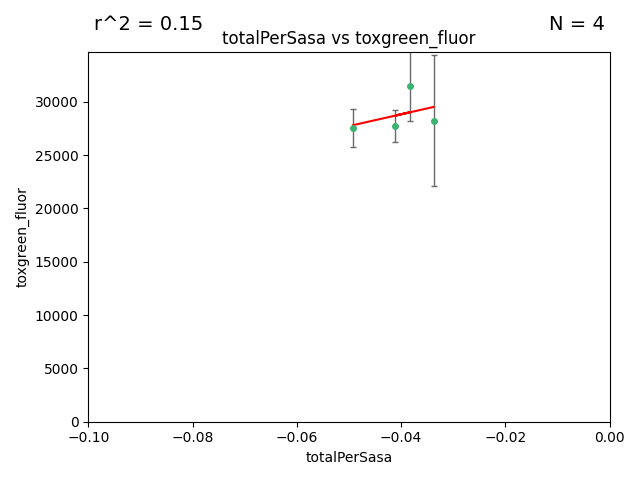 r^2 = 0.15
N = 4
totalPerSasa vs toxgreen_fluor
30000
25000
20000
15000
10000
5000
0
toxgreen_fluor
−0.10
−0.08
−0.06
−0.04
−0.02
0.00
totalPerSasa